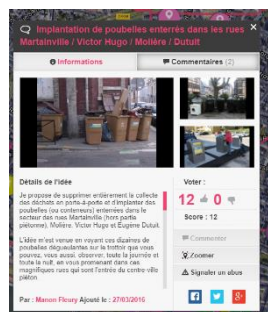 Implantation de poubelles enterrés dans les rues
Martainville / Victor Hugo / Molière / Dutuit
Informations
Commentaires (2)
Détails de l'idée
Je propose de supprimer entièrement la collecte
des déchets en porte-à-porte et d'implanter des
poubelles (ou conteneurs) enterrées dans le
secteur des rues Martainville (hors partie
piétonne), Molière, Victor Hugo et Eugène Dutuit.
L'idée m'est venue en voyant ces dizaines de
poubelles dégueulantes sur le trottoir que vous
pouvez, vous aussi, observer, toute la journée et
toute la nuit, en vous promenant dans ces
magnifiques rues qui sont l'entrée du centre ville
piéton.
Par : Manon Fleury Ajouté le : 27/03/2016
Voter :
12 0
Score : 12
Commenter
Zoomer
Signaler un abus